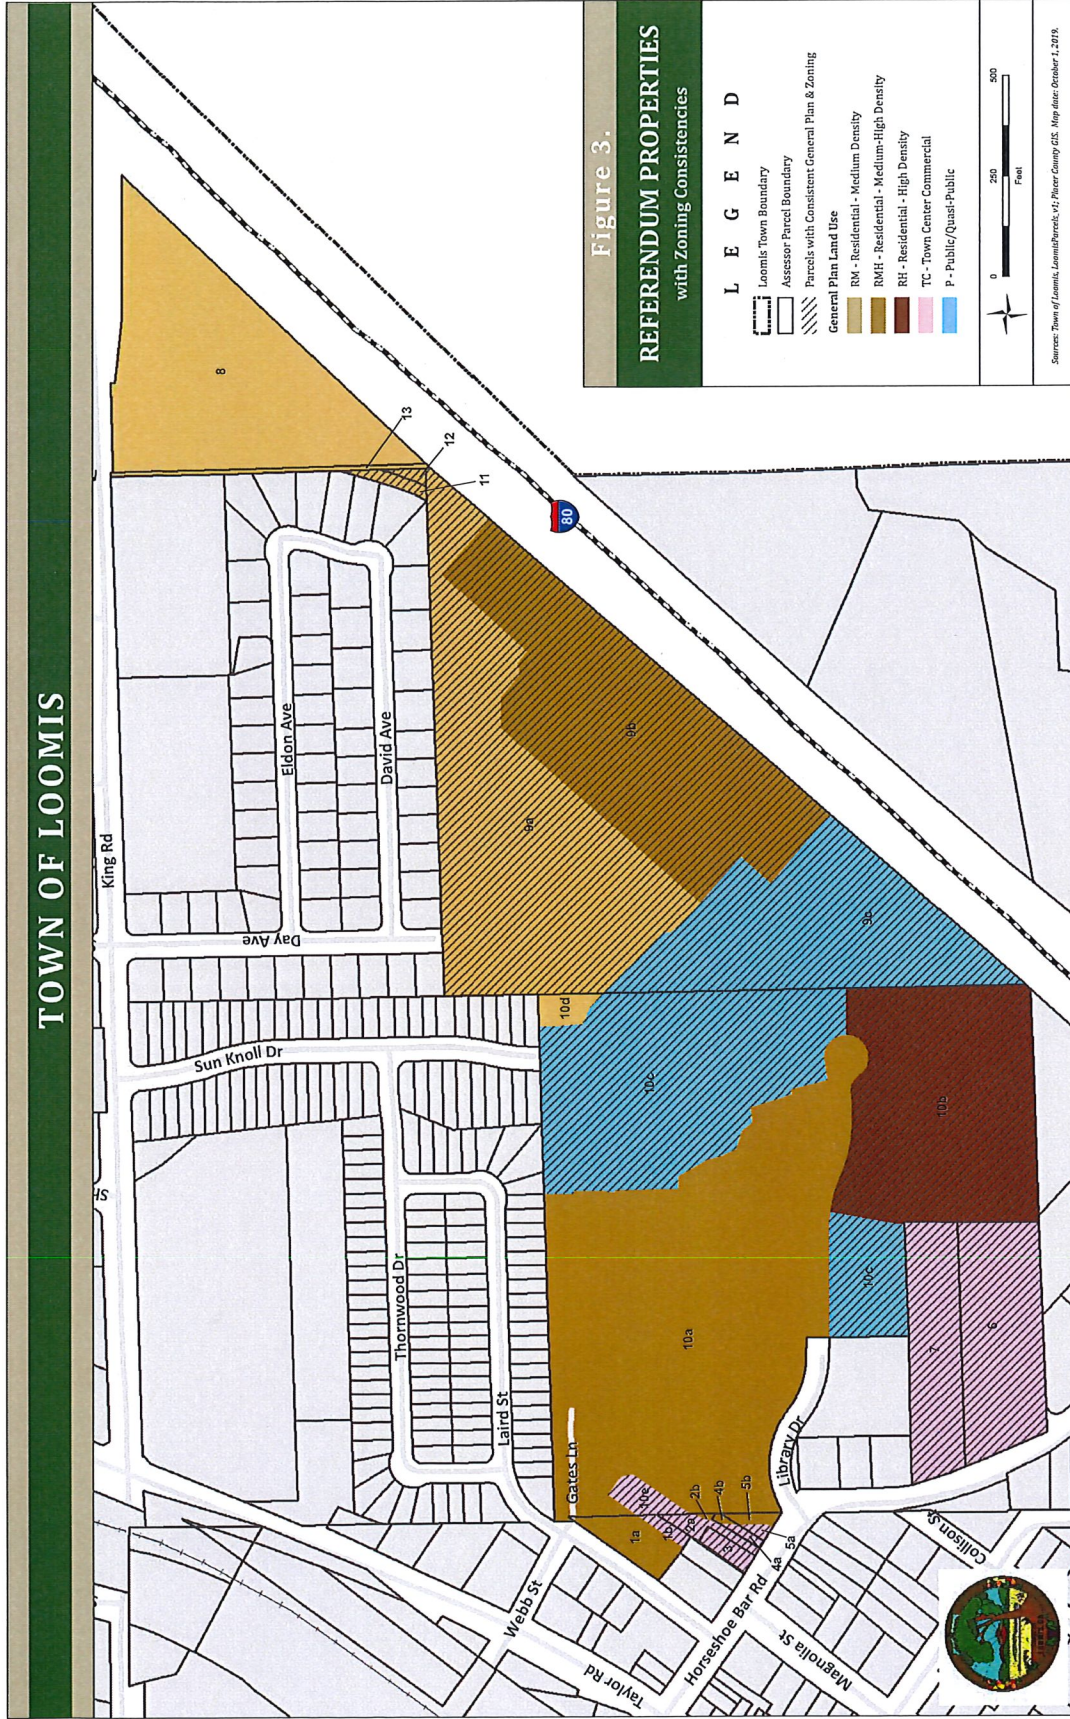 TOWN OF LOOMIS
King Rd
Eldon Ave
David Ave
Day Ave
Sun Knoll Dr
Thornwood Dr
Laird St
Gates Ln
Webb St
Taylor Rd
Horseshoe Bar Rd
Magnolia St
Library Dr
Collison St
Sh
80
8
13
12
11
9a
9b
9c
10d
10c
10b
10a
10c
10e
7
6
1a
1b
2a
2b
3
4b
5b
4a
5a
Figure 3.
REFERENDUM PROPERTIES
with Zoning Consistencies
LEGEND
Loomis Town Boundary
Assessor Parcel Boundary
Parcels with Consistent General Plan & Zoning
General Plan Land Use
RM - Residential - Medium Density
RMH - Residential - Medium-High Density
RH - Residential - High Density
TC - Town Center Commercial
P - Public/Quasi-Public
0 250 500
Feet
Sources: Town of Loomis, LoomisParcels_v1; Placer County GIS. Map date: October 1, 2019.